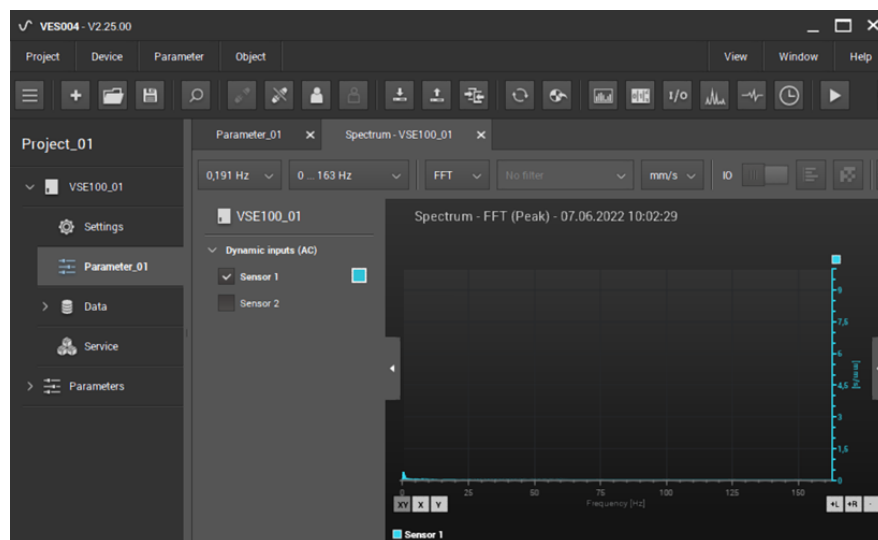 VES004 - V2.25.00
Project Device Parameter Object View Window Help
I/O
Project_01
Parameter_01 Spectrum - VSE100_01
0,191 Hz 0 ... 163 Hz FFT No filter mm/s IO
VSE100_01
Settings
Parameter_01
Data
Service
Parameters
VSE100_01
Dynamic inputs (AC)
Sensor 1
Sensor 2
Spectrum - FFT (Peak) - 07.06.2022 10:02:29
9
7,5
6
4,5 [mm/s]
3
1,5
0
0 25 50 75 100 125 150
Frequency [Hz]
XY X Y +L +R
Sensor 1